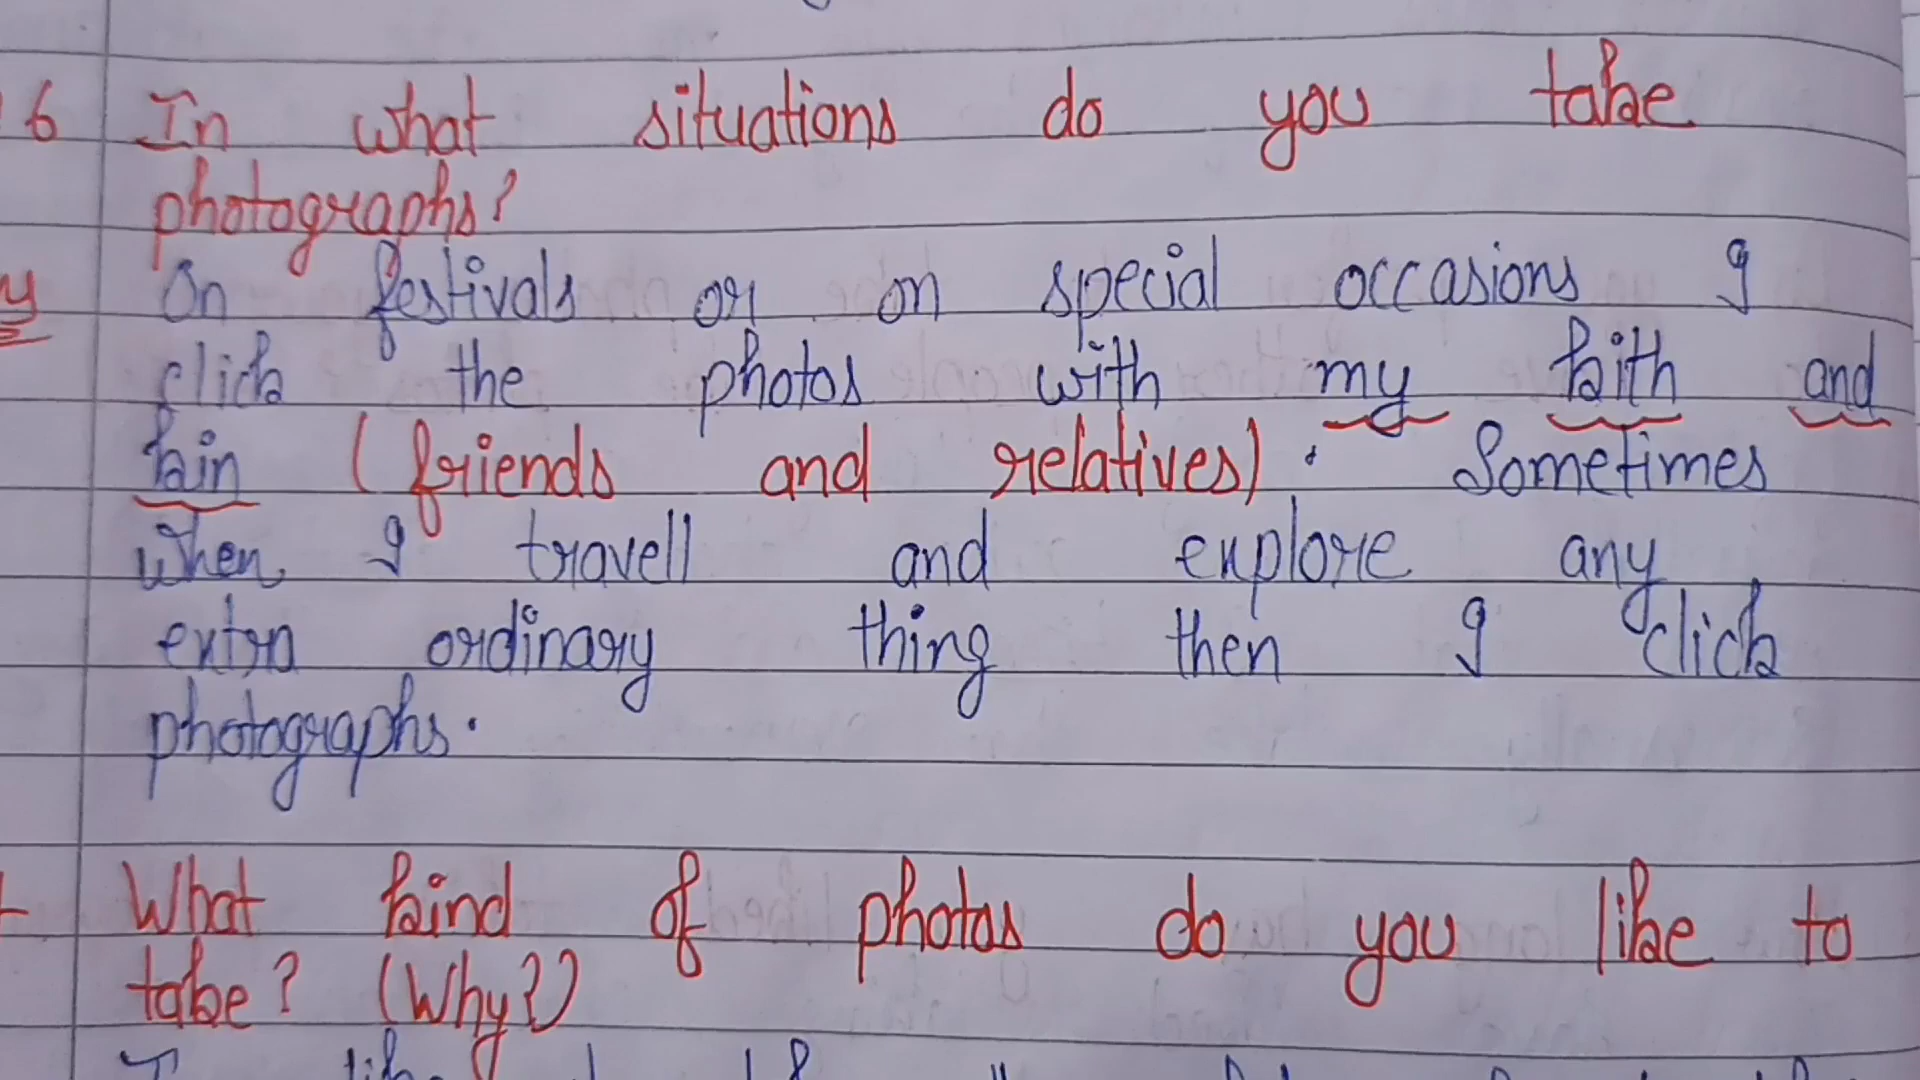 6 In what situations do you take
photographs?
On festivals or on special occasions I
click the photos with my kith and
kin (friends and relatives). Sometimes
when I travell and explore any
extra ordinary thing then I click
photographs.
What kind of photos do you like to
take? (Why?)